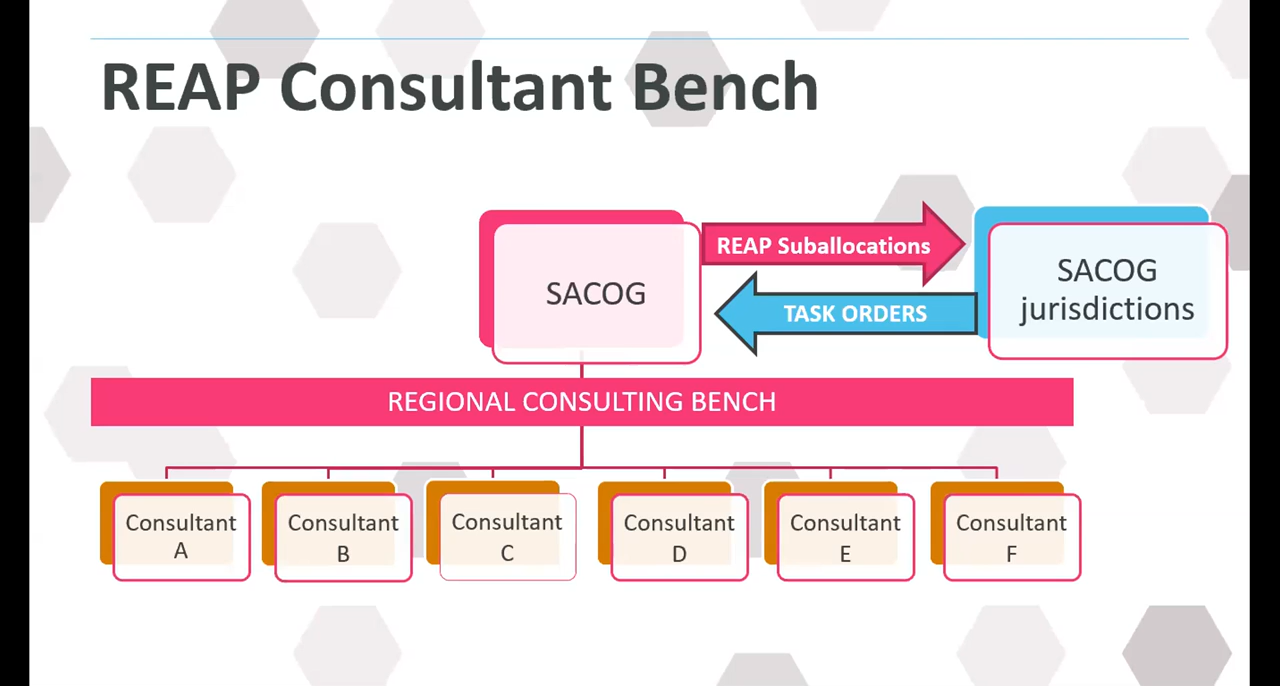 REAP Consultant Bench
SACOG
REAP Suballocations
TASK ORDERS
SACOG
jurisdictions
REGIONAL CONSULTING BENCH
Consultant
A
Consultant
B
Consultant
C
Consultant
D
Consultant
E
Consultant
F